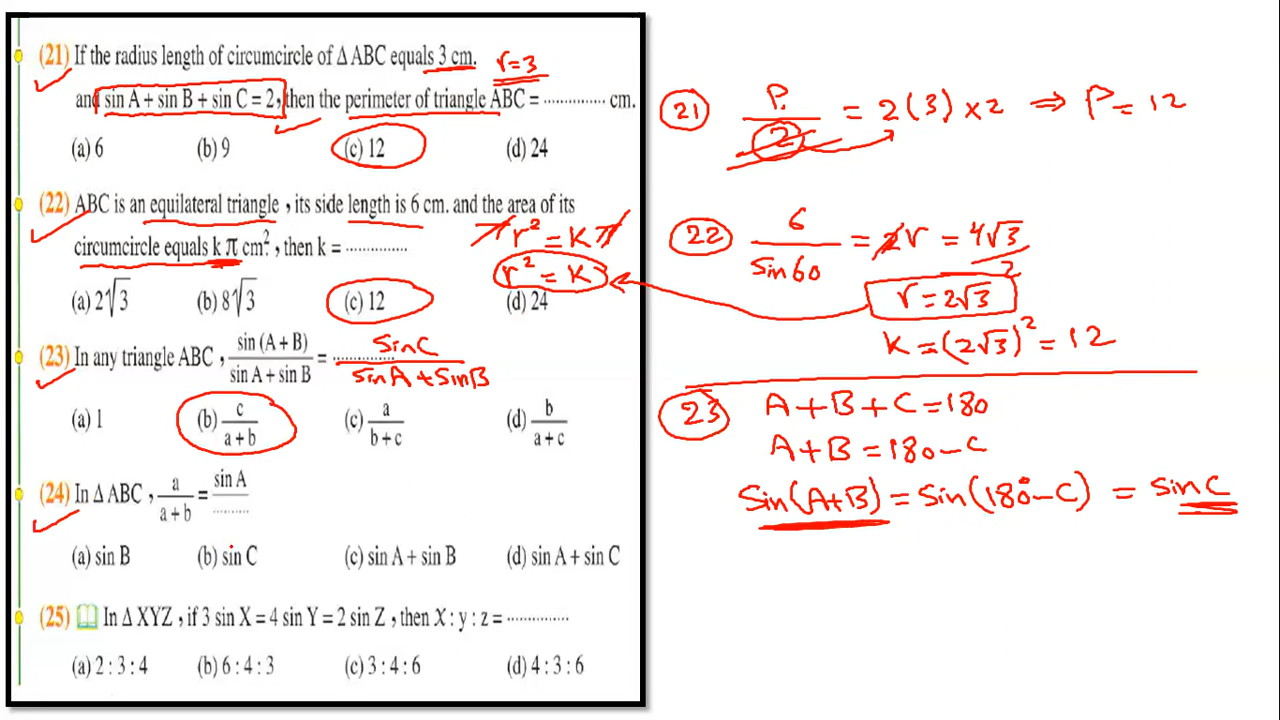 (21) If the radius length of circumcircle of Δ ABC equals 3 cm.
r=3
and sin A + sin B + sin C = 2, then the perimeter of triangle ABC = ............... cm.
(a) 6 (b) 9 (c) 12 (d) 24
(22) ABC is an equilateral triangle , its side length is 6 cm. and the area of its
circumcircle equals k π cm², then k = ...............
π r² = K π
r² = K
(a) 2√3 (b) 8√3 (c) 12 (d) 24
(23) In any triangle ABC , sin (A + B) / sin A + sin B = ............... sin C / sin A + sin B
(a) 1 (b) c / a + b (c) a / b + c (d) b / a + c
(24) In Δ ABC , a / a + b = sin A / .........
(a) sin B (b) sin C (c) sin A + sin B (d) sin A + sin C
(25) In Δ XYZ , if 3 sin X = 4 sin Y = 2 sin Z , then X : y : z = ...............
(a) 2 : 3 : 4 (b) 6 : 4 : 3 (c) 3 : 4 : 6 (d) 4 : 3 : 6
21 P. / 2 = 2(3) × 2 ⇒ P = 12
22 6 / sin 60 = 2r = 4√3 / 2
r = 2√3
K = (2√3)² = 12
23 A + B + C = 180
A + B = 180 - C
Sin(A+B) = Sin(180° - C) = Sin C